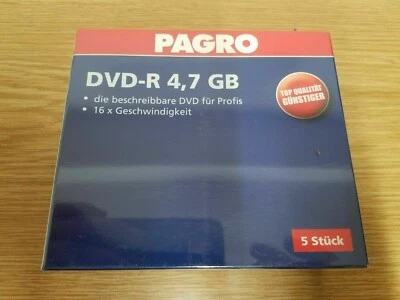 PAGRO
DVD-R 4,7 GB
• die beschreibbare DVD für Profis
• 16 x Geschwindigkeit
TOP QUALITÄT
GÜNSTIGER
5 Stück